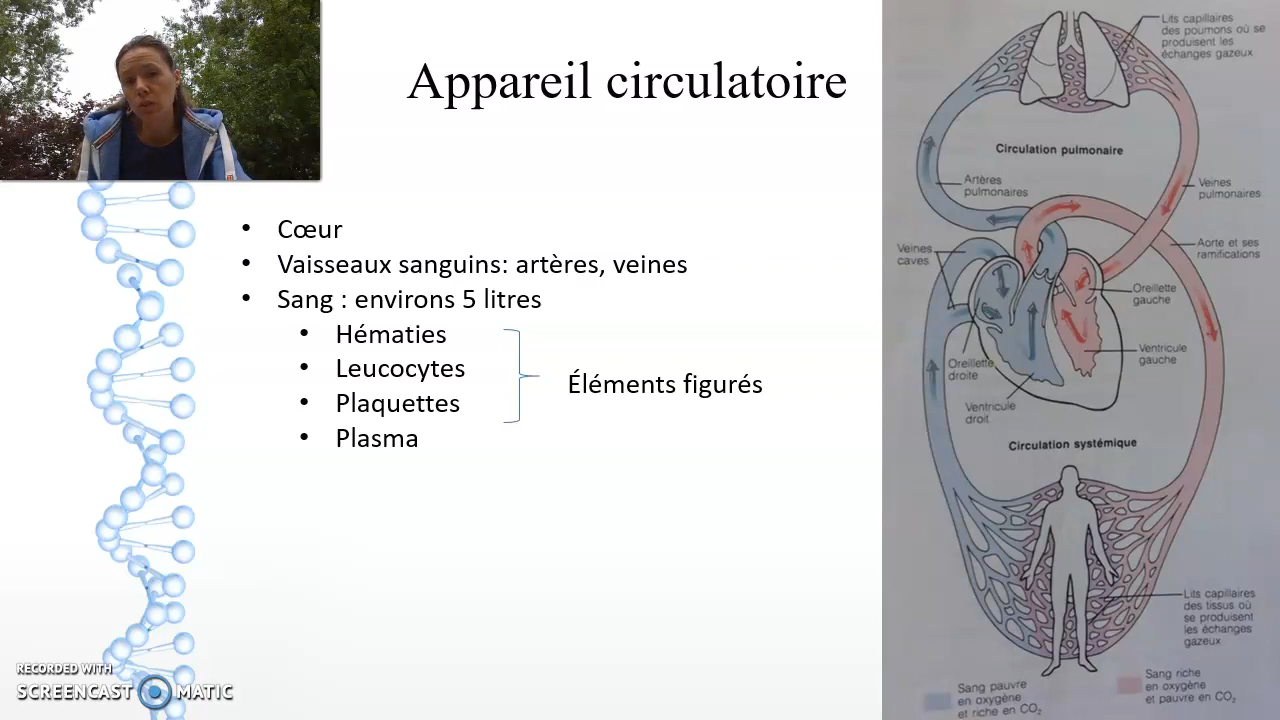 Appareil circulatoire
• Cœur
• Vaisseaux sanguins: artères, veines
• Sang : environs 5 litres
• Hématies
• Leucocytes
• Plaquettes
• Plasma
Éléments figurés
Lits capillaires
des poumons où se
produisent les
échanges gazeux
Circulation pulmonaire
Artères
pulmonaires
Veines
pulmonaires
Veines
caves
Aorte et ses
ramifications
Oreillette
gauche
Ventricule
gauche
Oreillette
droite
Ventricule
droit
Circulation systémique
Lits capillaires
des tissus où
se produisent
les échanges
gazeux
Sang pauvre
en oxygène
et riche en CO₂
Sang riche
en oxygène
et pauvre en CO₂
RECORDED WITH
SCREENCAST MATIC